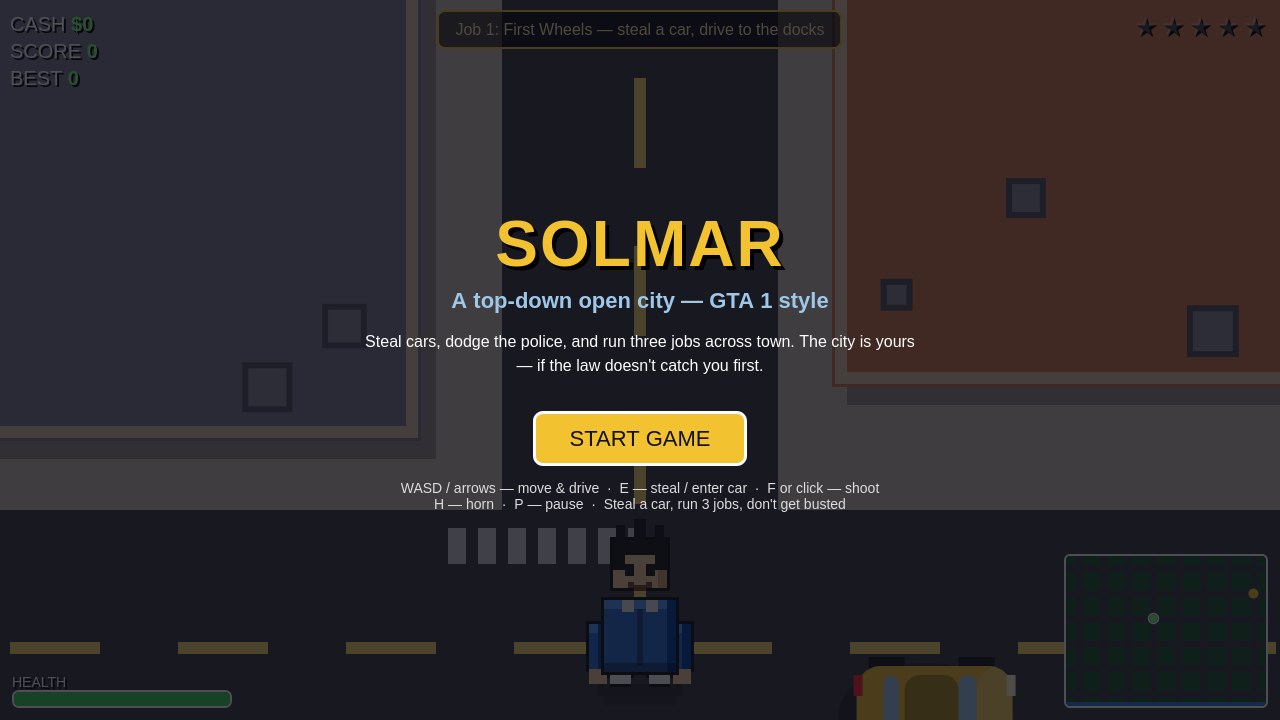 CASH $0
SCORE 0
BEST 0
Job 1: First Wheels — steal a car, drive to the docks
★★★★★
SOLMAR
A top-down open city — GTA 1 style
Steal cars, dodge the police, and run three jobs across town. The city is yours
— if the law doesn't catch you first.
START GAME
WASD / arrows — move & drive · E — steal / enter car · F or click — shoot
H — horn · P — pause · Steal a car, run 3 jobs, don't get busted
HEALTH